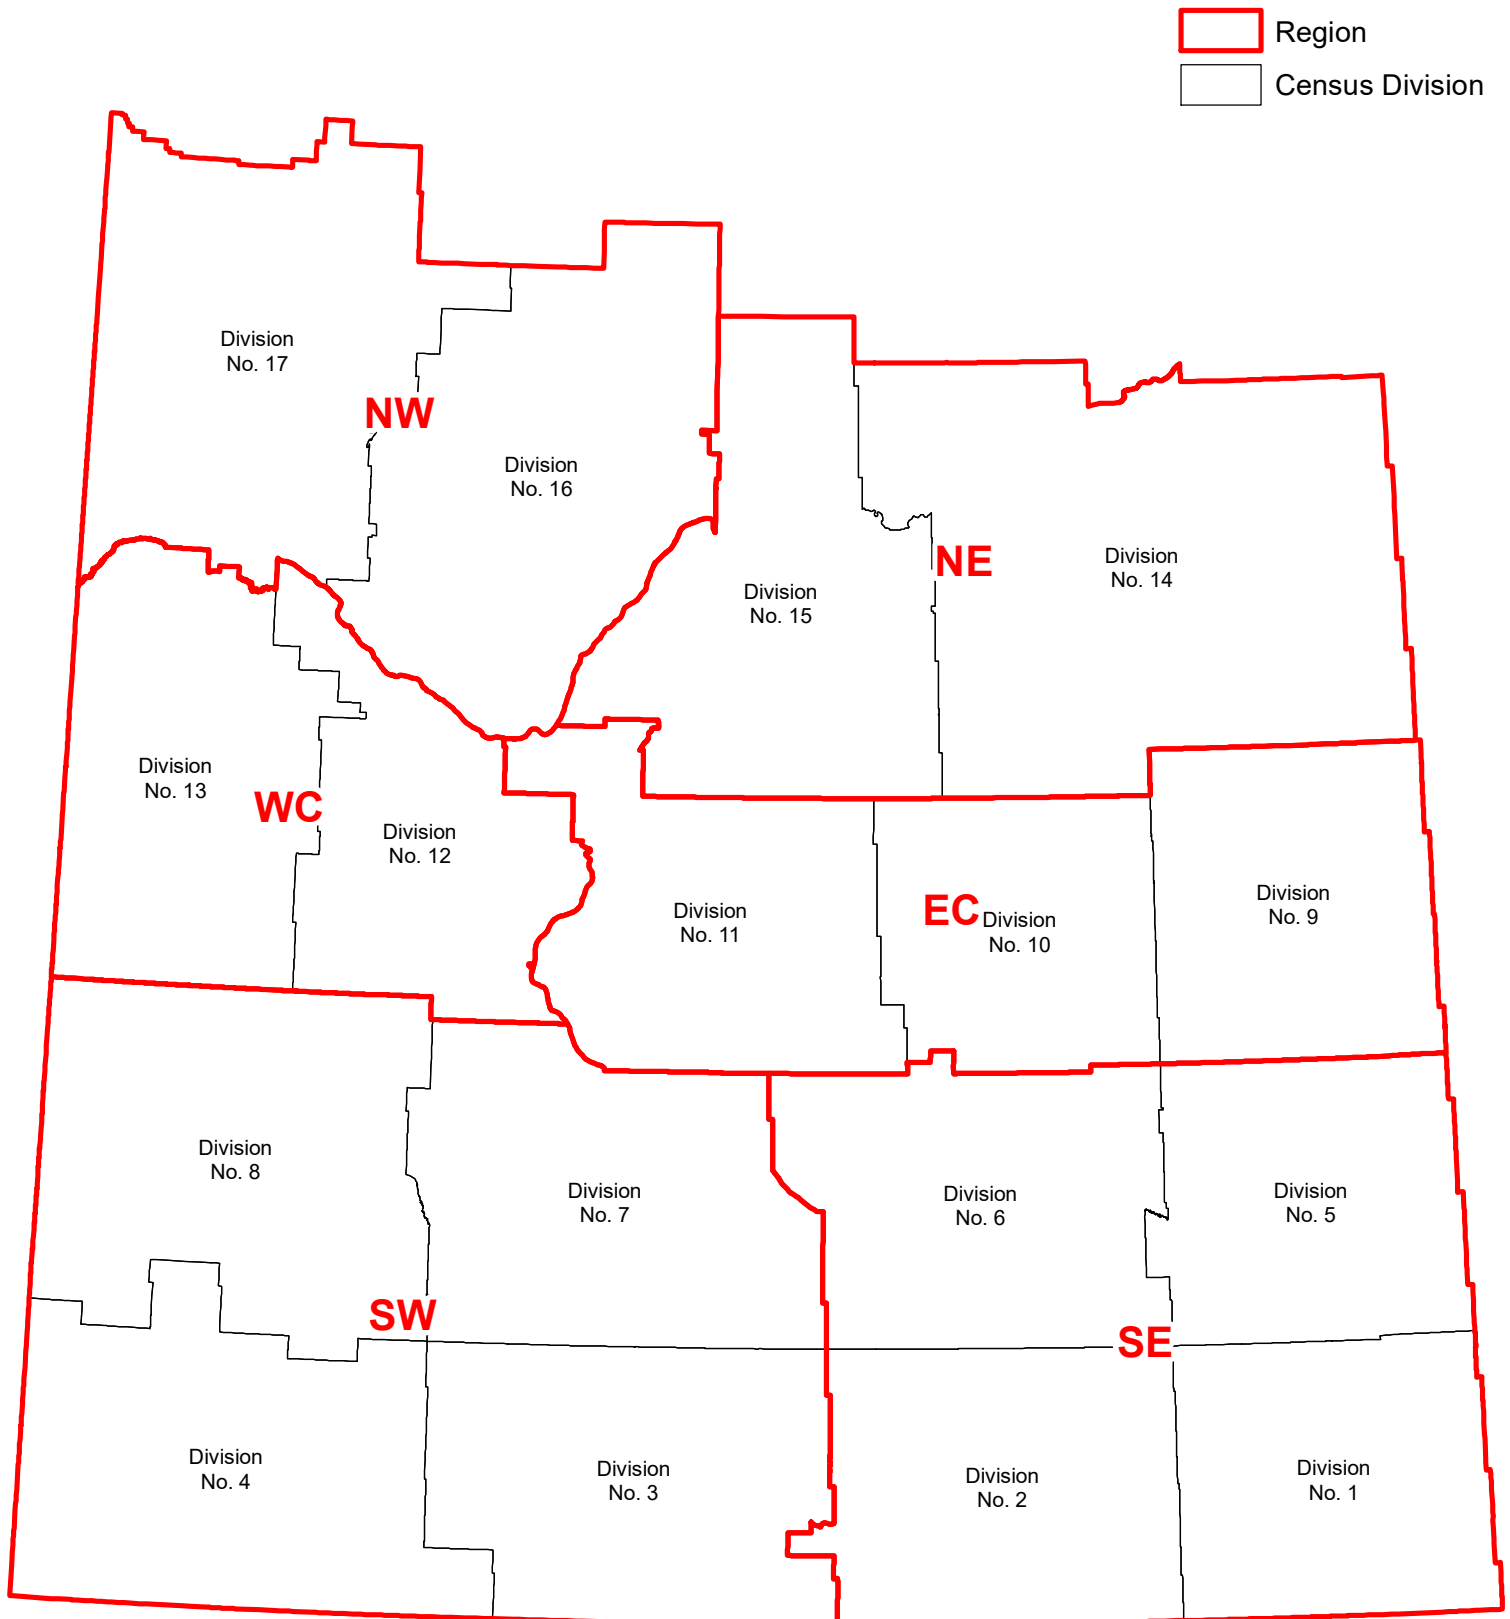 Region
Census Division
Division
No. 17
NW
Division
No. 16
NE
Division
No. 14
Division
No. 15
Division
No. 13
WC
Division
No. 12
Division
No. 11
EC
Division
No. 10
Division
No. 9
Division
No. 8
Division
No. 7
Division
No. 6
Division
No. 5
SW
SE
Division
No. 4
Division
No. 3
Division
No. 2
Division
No. 1